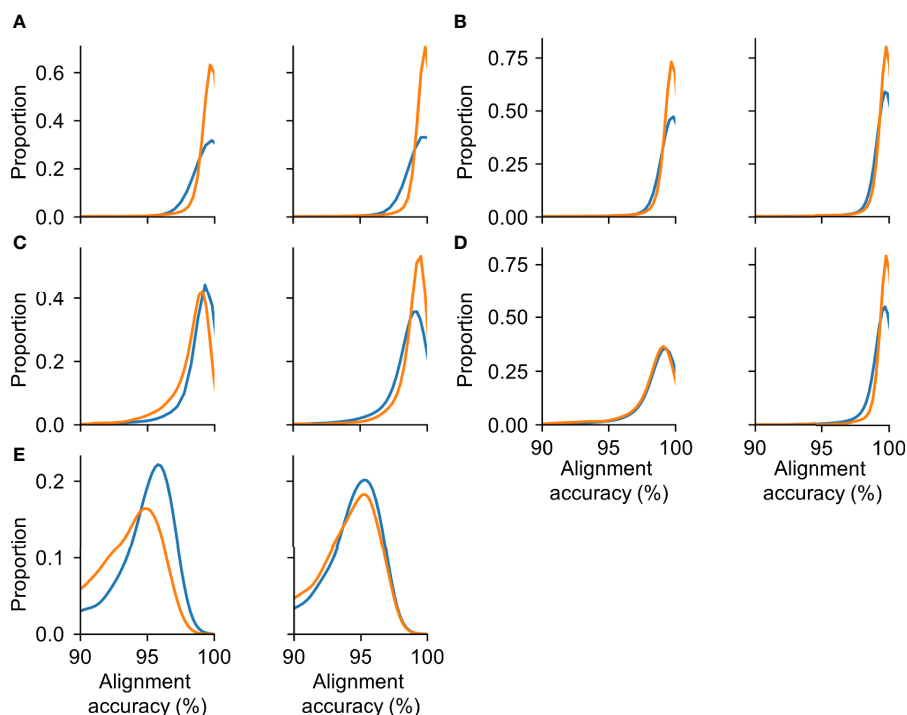 A
B
Proportion
0.6
0.4
0.2
0.0
Proportion
0.75
0.50
0.25
0.00
C
D
Proportion
0.4
0.2
0.0
Proportion
0.75
0.50
0.25
0.00
90 95 100
90 95 100
Alignment
accuracy (%)
Alignment
accuracy (%)
E
Proportion
0.2
0.1
0.0
90 95 100
90 95 100
Alignment
accuracy (%)
Alignment
accuracy (%)